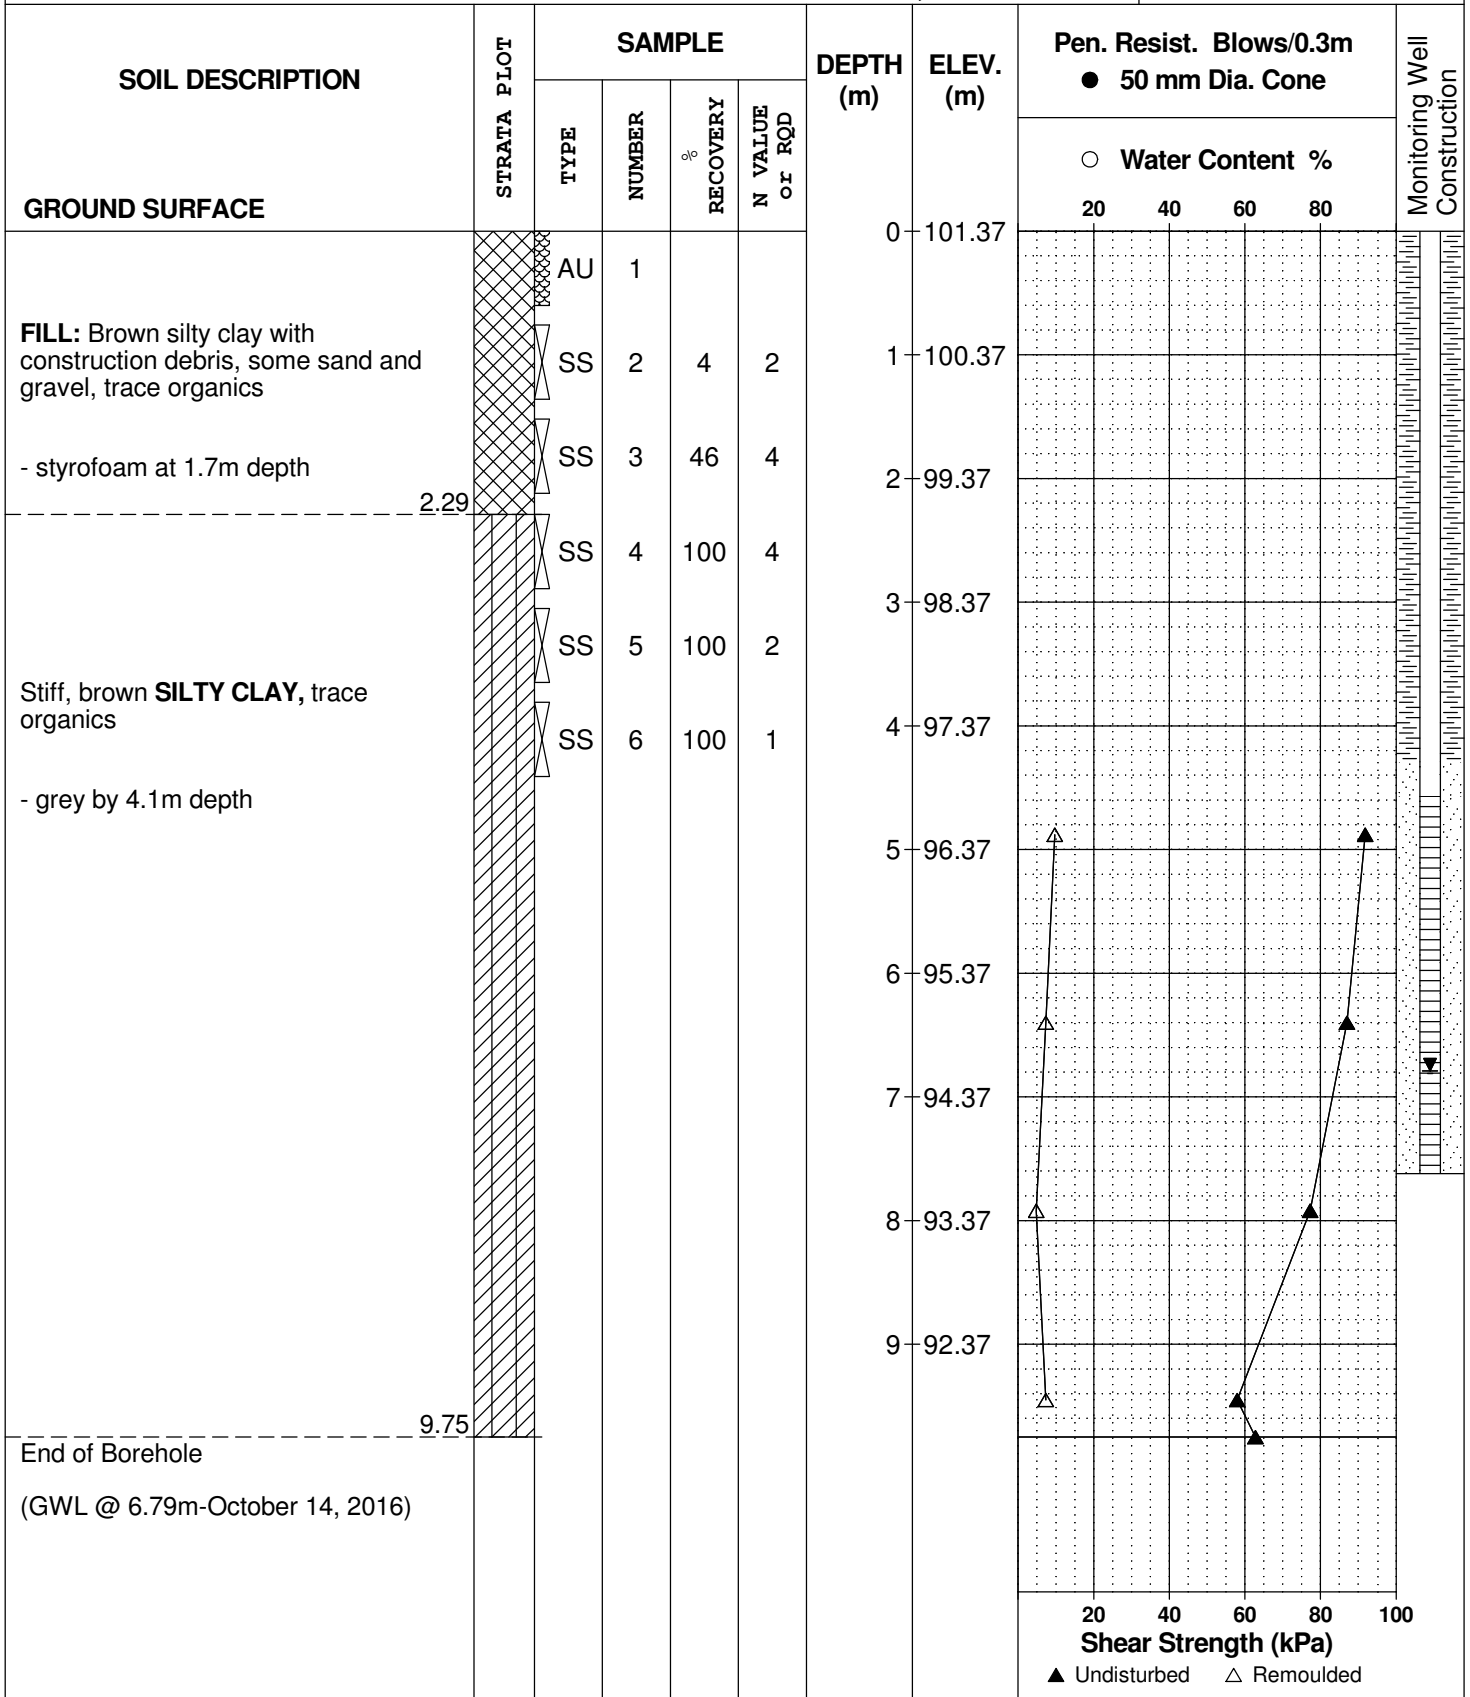 SOIL DESCRIPTION
GROUND SURFACE
STRATA PLOT
SAMPLE
TYPE
NUMBER
% RECOVERY
N VALUE or RQD
DEPTH (m)
ELEV. (m)
Pen. Resist. Blows/0.3m
● 50 mm Dia. Cone
○ Water Content %
20 40 60 80
Monitoring Well Construction
0 101.37
AU 1
FILL: Brown silty clay with
construction debris, some sand and
gravel, trace organics
SS 2 4 2
1 100.37
- styrofoam at 1.7m depth
SS 3 46 4
2 99.37
2.29
SS 4 100 4
3 98.37
SS 5 100 2
Stiff, brown SILTY CLAY, trace
organics
SS 6 100 1
4 97.37
- grey by 4.1m depth
5 96.37
6 95.37
7 94.37
8 93.37
9 92.37
9.75
End of Borehole
(GWL @ 6.79m-October 14, 2016)
20 40 60 80 100
Shear Strength (kPa)
▲ Undisturbed △ Remoulded